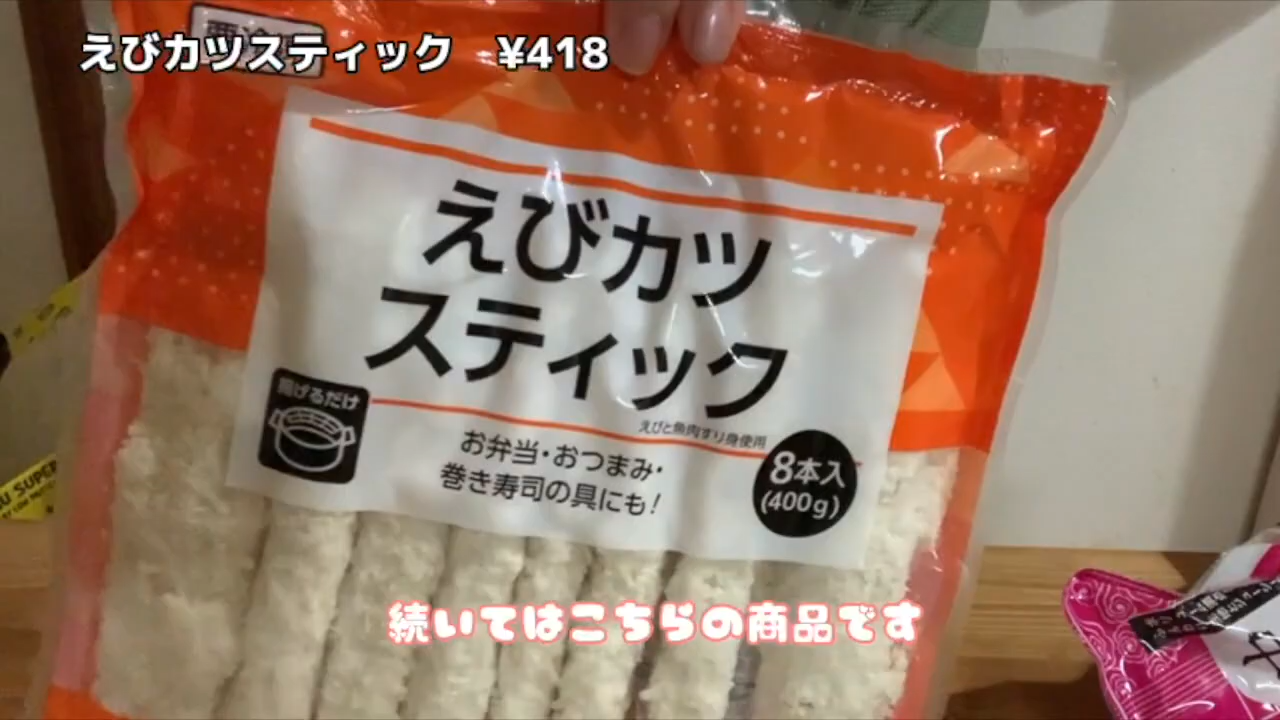 えびカツスティック ¥418
えびカツ
スティック
えびと魚肉すり身使用
揚げるだけ
お弁当・おつまみ・
巻き寿司の具にも!
8本入
(400g)
続いてはこちらの商品です